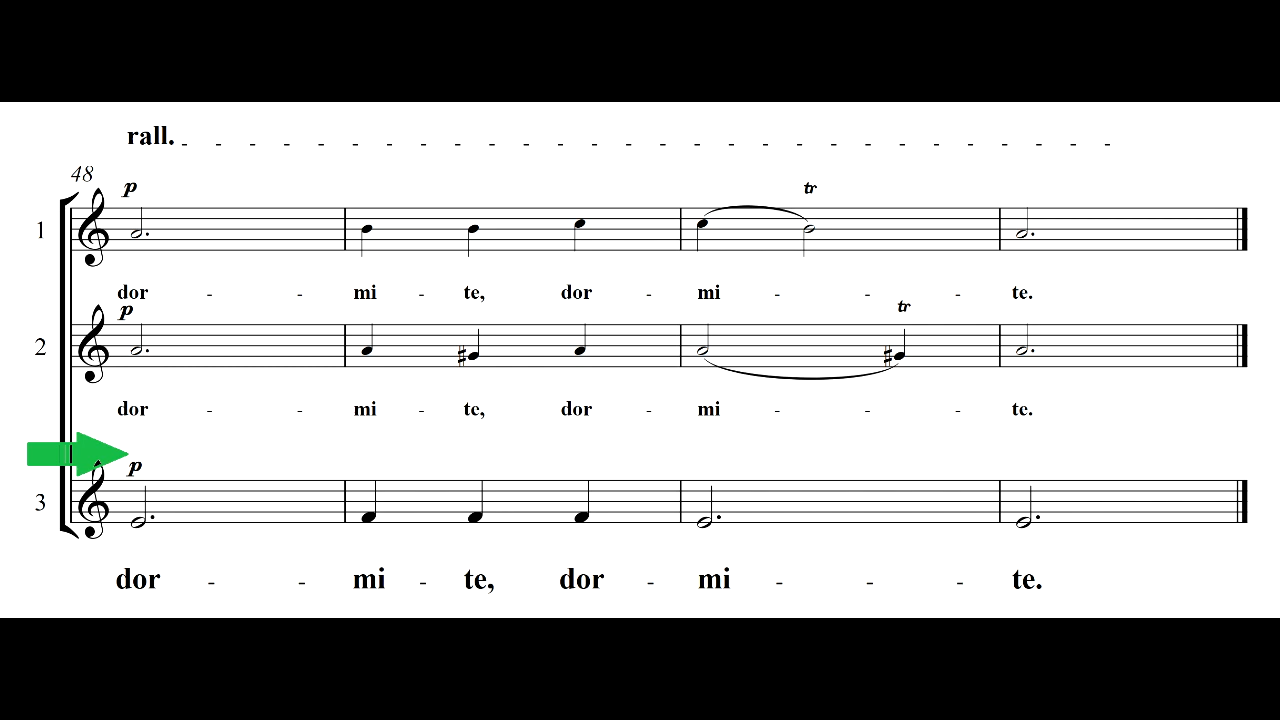 rall.
48
p
tr
1
dor - - mi - te, dor - mi - - - te.
p
tr
2
dor - - mi - te, dor - mi - - - te.
p
3
dor - - mi - te, dor - mi - - - te.